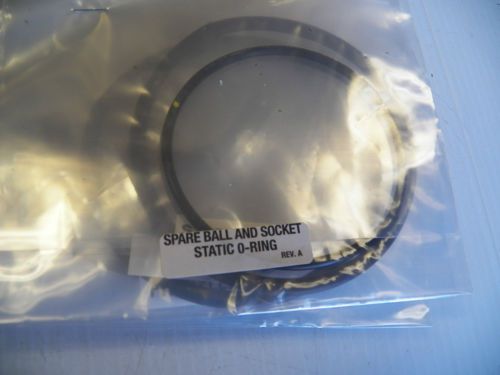 SPARE BALL AND SOCKET
STATIC O-RING
REV. A